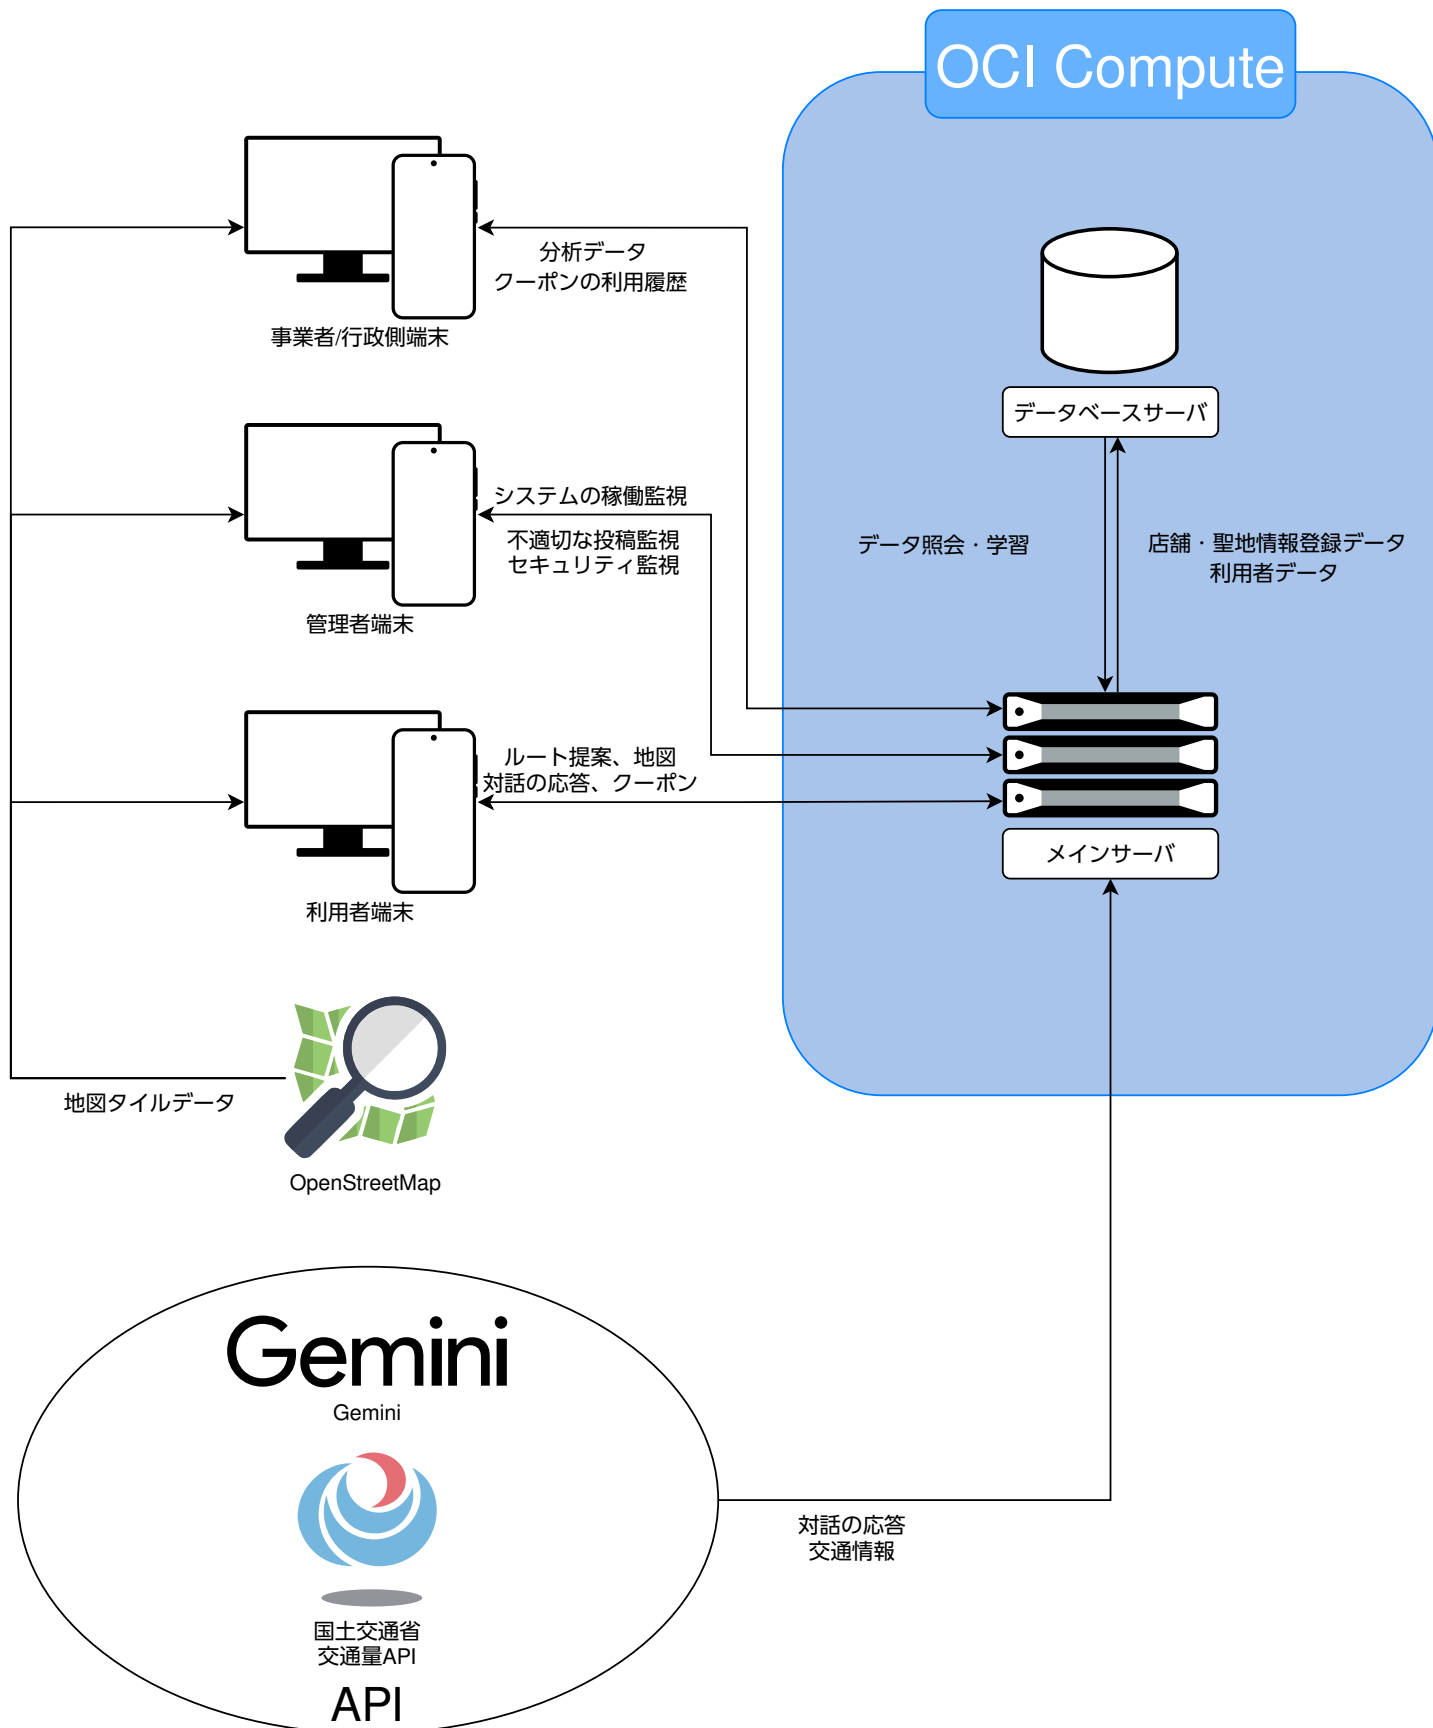 OCI Compute
分析データ
クーポンの利用履歴
事業者/行政側端末
データベースサーバ
システムの稼働監視
不適切な投稿監視
セキュリティ監視
データ照会・学習
店舗・聖地情報登録データ
利用者データ
管理者端末
ルート提案、地図
対話の応答、クーポン
メインサーバ
利用者端末
地図タイルデータ
OpenStreetMap
Gemini
Gemini
対話の応答
交通情報
国土交通省
交通量API
API